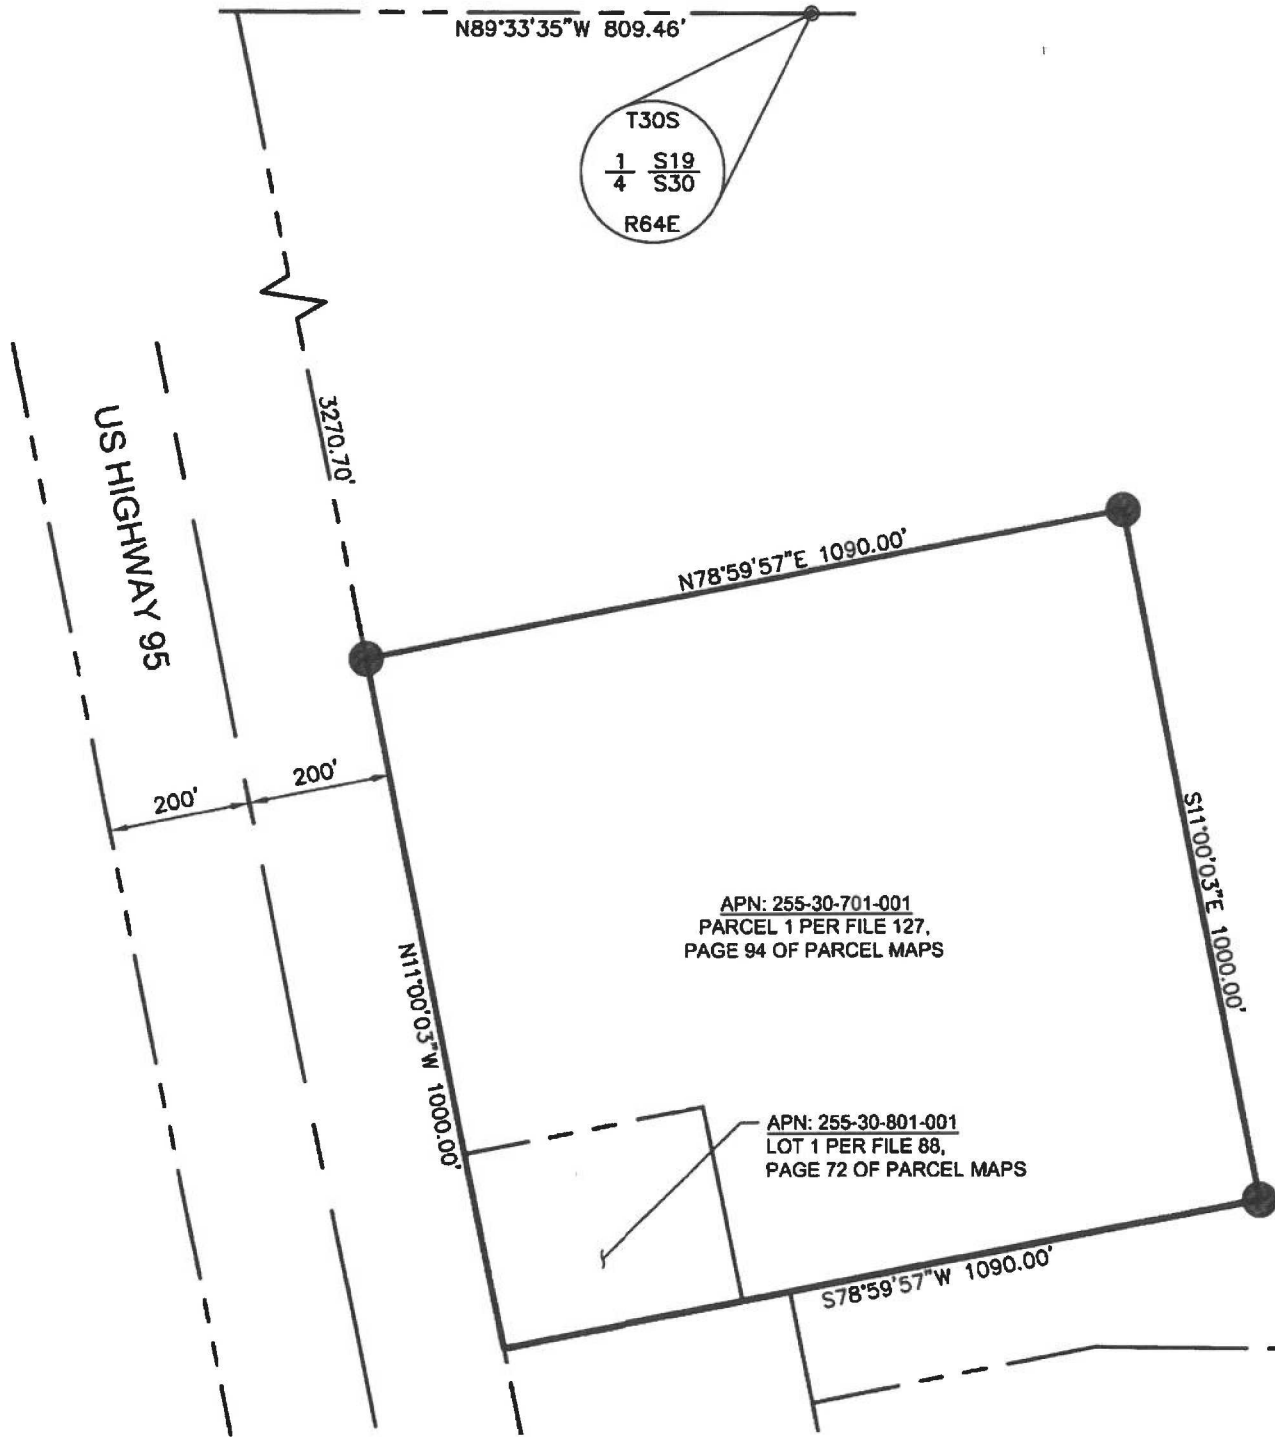 N89°33'35"W 809.46'
T30S
1 S19
4 S30
R64E
3270.70'
US HIGHWAY 95
N78°59'57"E 1090.00'
200'
200'
S11°00'03"E 1000.00'
APN: 255-30-701-001
PARCEL 1 PER FILE 127,
PAGE 94 OF PARCEL MAPS
N11°00'03"W 1000.00'
APN: 255-30-801-001
LOT 1 PER FILE 88,
PAGE 72 OF PARCEL MAPS
S78°59'57"W 1090.00'